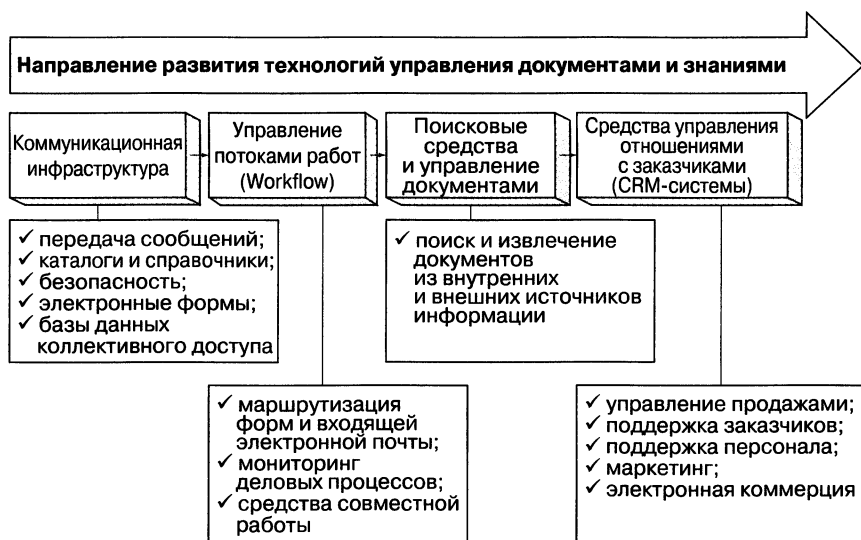 Направление развития технологий управления документами и знаниями
Коммуникационная
инфраструктура
Управление
потоками работ
(Workflow)
Поисковые
средства
и управление
документами
Средства управления
отношениями
с заказчиками
(CRM-системы)
✓ передача сообщений;
✓ каталоги и справочники;
✓ безопасность;
✓ электронные формы;
✓ базы данных
коллективного доступа
✓ поиск и извлечение
документов
из внутренних
и внешних источников
информации
✓ маршрутизация
форм и входящей
электронной почты;
✓ мониторинг
деловых процессов;
✓ средства совместной
работы
✓ управление продажами;
✓ поддержка заказчиков;
✓ поддержка персонала;
✓ маркетинг;
✓ электронная коммерция